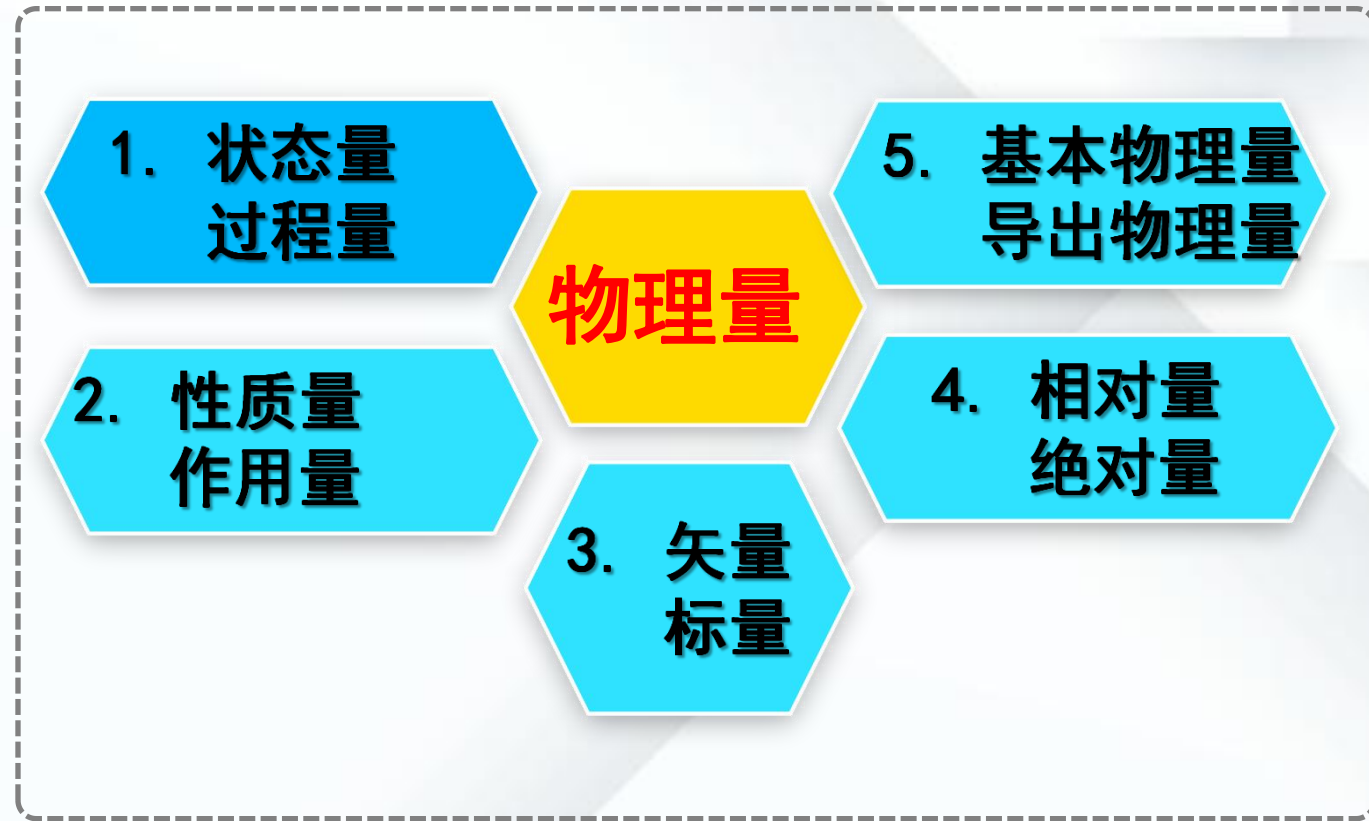 物理量
1. 状态量
过程量
2. 性质量
作用量
3. 矢量
标量
4. 相对量
绝对量
5. 基本物理量
导出物理量